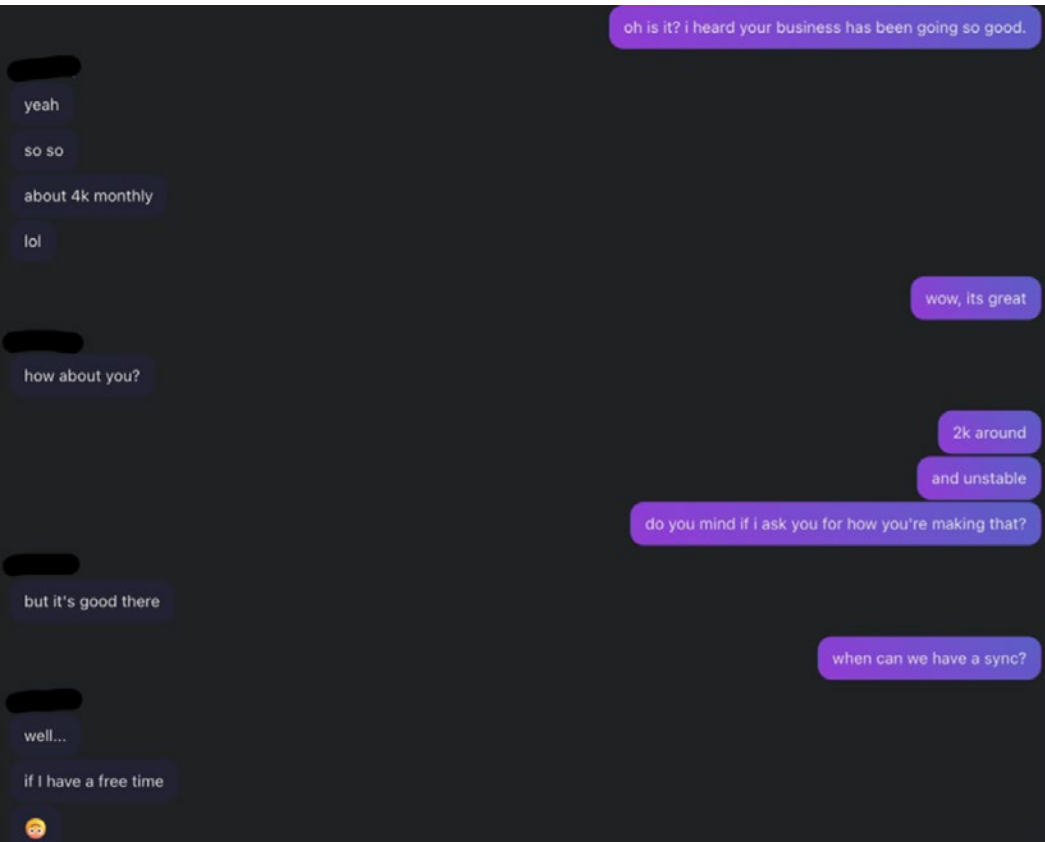 oh is it? i heard your business has been going so good.
yeah
so so
about 4k monthly
lol
wow, its great
how about you?
2k around
and unstable
do you mind if i ask you for how you're making that?
but it's good there
when can we have a sync?
well...
if I have a free time